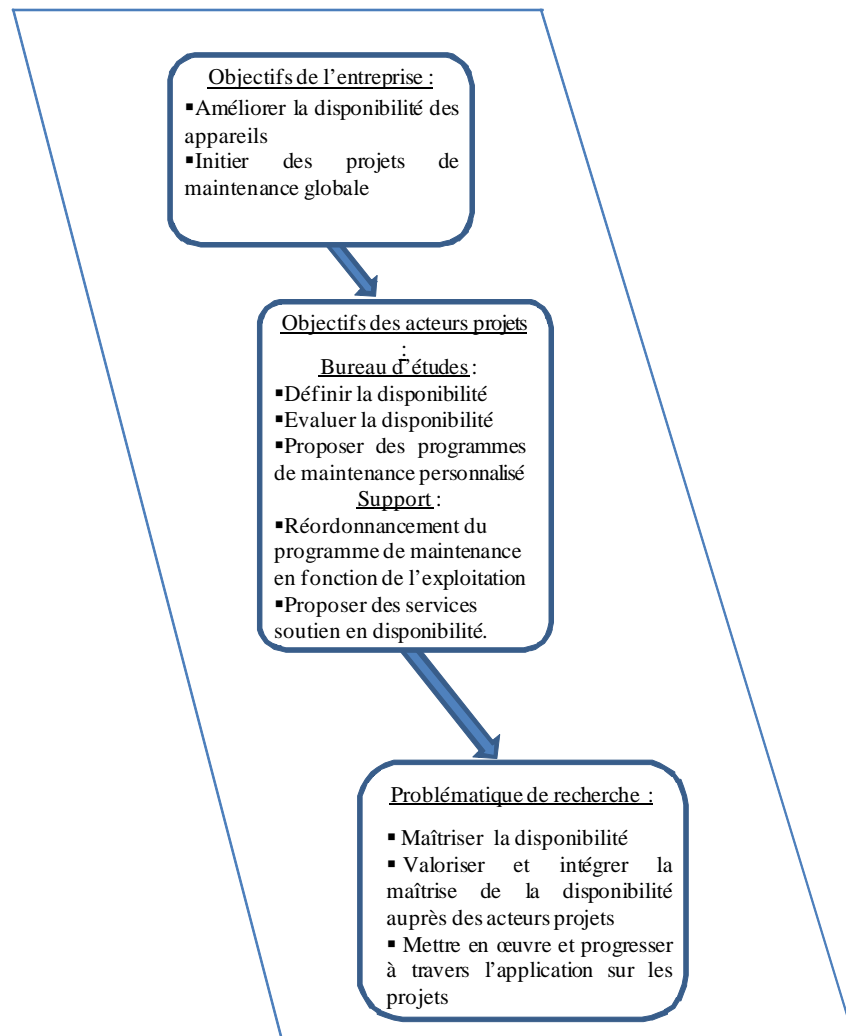 Objectifs de l’entreprise :
▪Améliorer la disponibilité des
appareils
▪Initier des projets de
maintenance globale
Objectifs des acteurs projets
:
Bureau d’études :
▪Définir la disponibilité
▪Evaluer la disponibilité
▪Proposer des programmes
de maintenance personnalisé
Support :
▪Réordonnancement du
programme de maintenance
en fonction de l’exploitation
▪Proposer des services
soutien en disponibilité.
Problématique de recherche :
▪ Maîtriser la disponibilité
▪ Valoriser et intégrer la
maîtrise de la disponibilité
auprès des acteurs projets
▪ Mettre en œuvre et progresser
à travers l’application sur les
projets